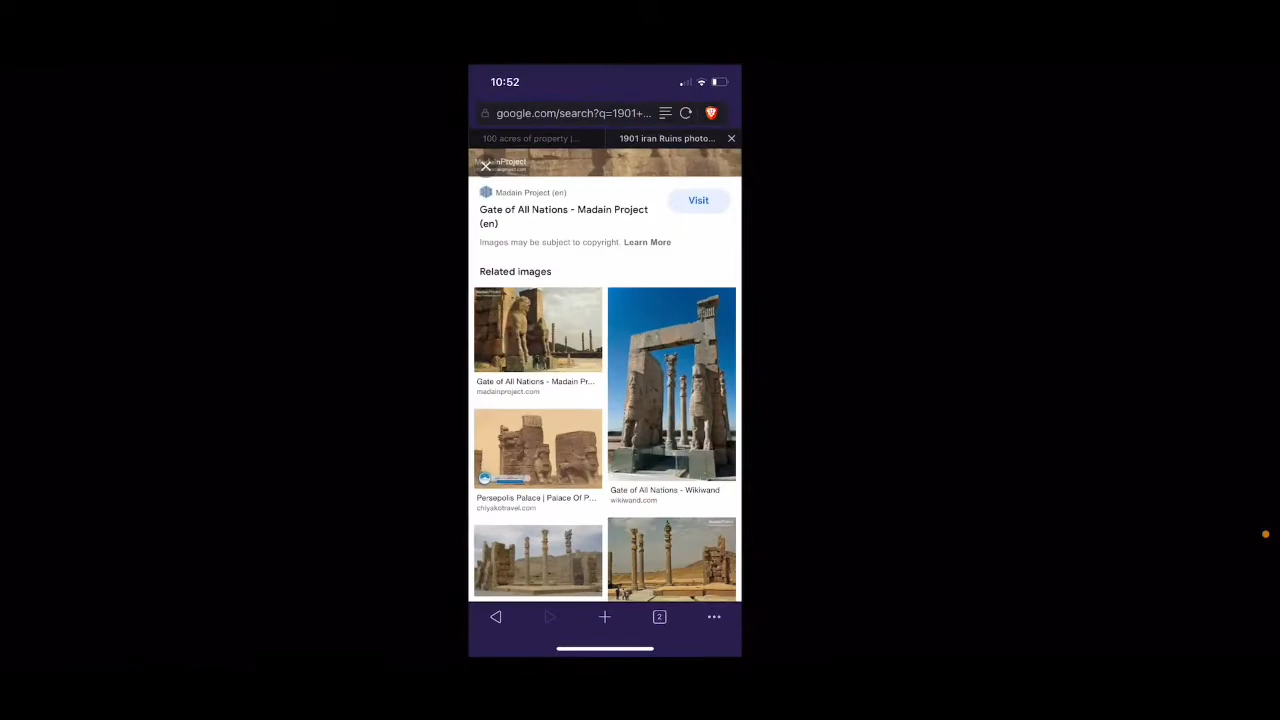 10:52
google.com/search?q=1901+...
100 acres of property |...
1901 iran Ruins photo...
Madain Project (en)
Gate of All Nations - Madain Project
(en)
Visit
Images may be subject to copyright. Learn More
Related images
Gate of All Nations - Madain Pr...
madainproject.com
Persepolis Palace | Palace Of P...
chiyakotravel.com
Gate of All Nations - Wikiwand
wikiwand.com
2